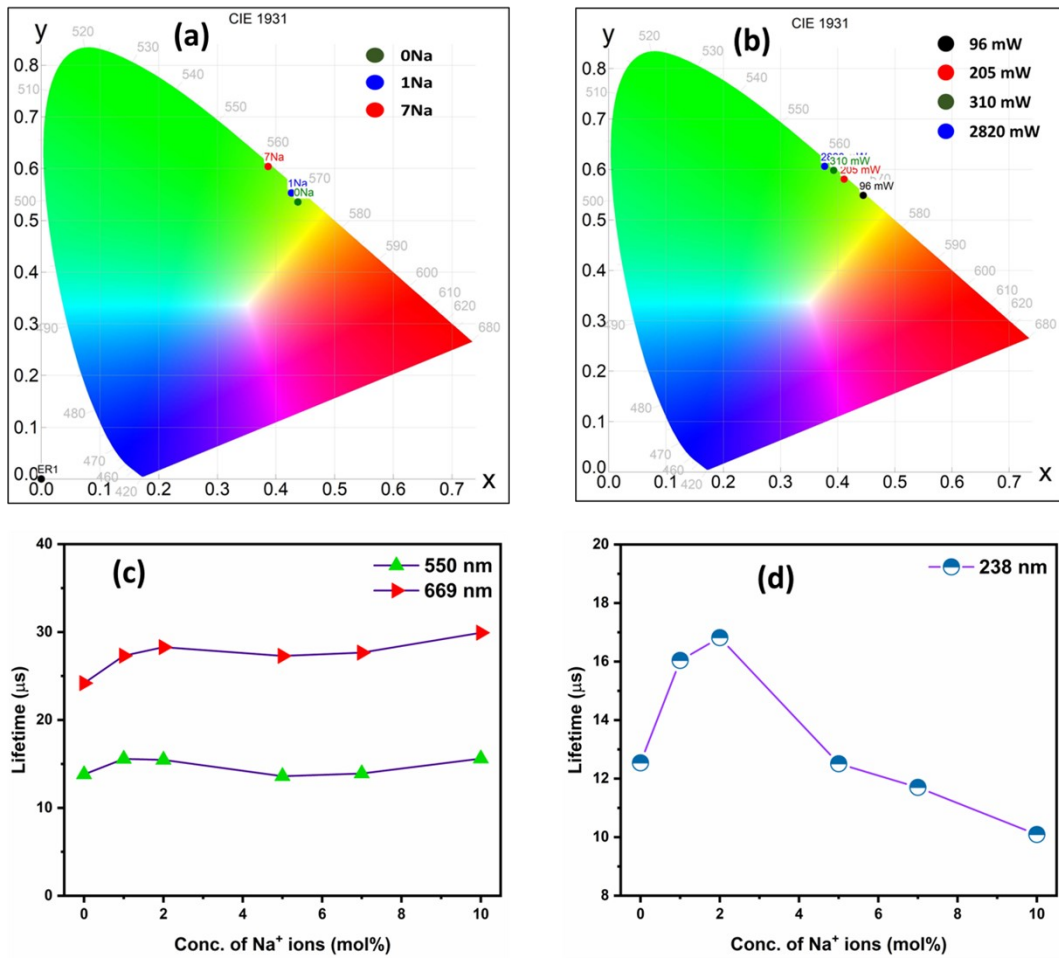 CIE 1931
y
(a)
520
530
540
550
560
570
580
590
600
610
620
680
510
500
490
480
470
460
420
0Na
1Na
7Na
7Na
1Na
0Na
ER1
0.8
0.7
0.6
0.5
0.4
0.3
0.2
0.1
0.0
0.0 0.1 0.2 0.3 0.4 0.5 0.6 0.7
x
CIE 1931
y
(b)
520
530
540
550
560
570
580
590
600
610
620
680
510
500
490
480
470
460
420
96 mW
205 mW
310 mW
2820 mW
310 mW
205 mW
96 mW
0.8
0.7
0.6
0.5
0.4
0.3
0.2
0.1
0.0
0.0 0.1 0.2 0.3 0.4 0.5 0.6 0.7
x
(c)
550 nm
669 nm
Lifetime (μs)
40
30
20
10
0
0 2 4 6 8 10
Conc. of Na⁺ ions (mol%)
(d)
238 nm
Lifetime (μs)
20
18
16
14
12
10
8
0 2 4 6 8 10
Conc. of Na⁺ ions (mol%)